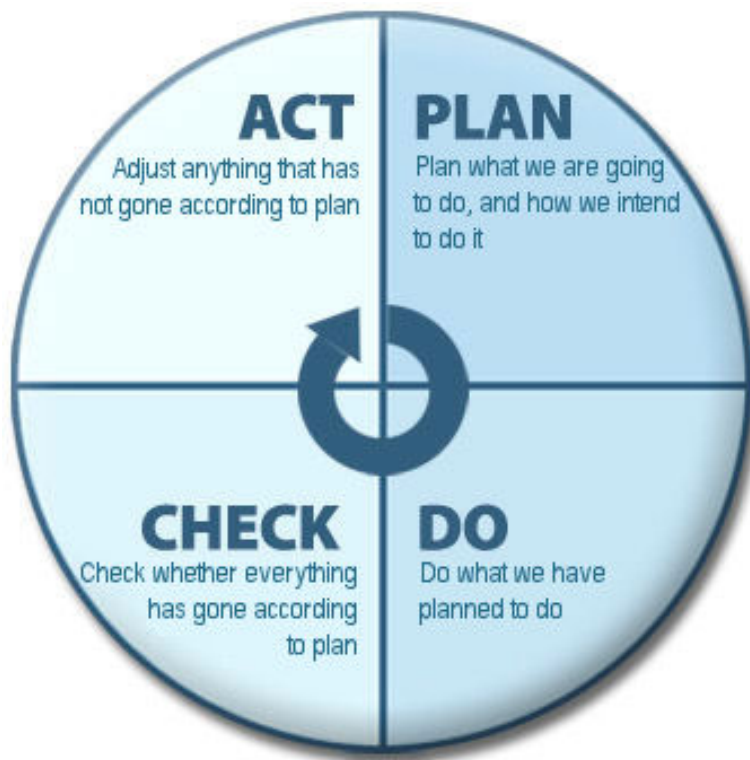 ACT
Adjust anything that has
not gone according to plan
PLAN
Plan what we are going
to do, and how we intend
to do it
CHECK
Check whether everything
has gone according
to plan
DO
Do what we have
planned to do